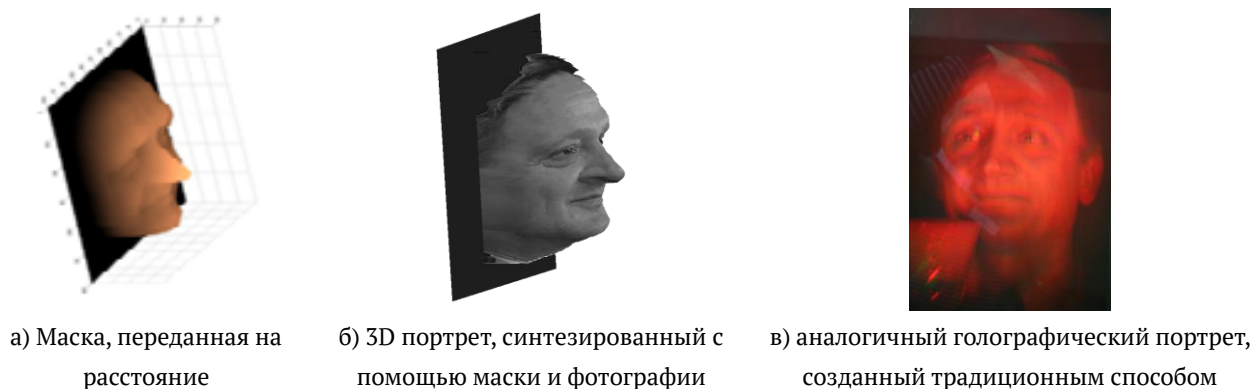 а) Маска, переданная на
расстояние
б) 3D портрет, синтезированный с
помощью маски и фотографии
в) аналогичный голографический портрет,
созданный традиционным способом